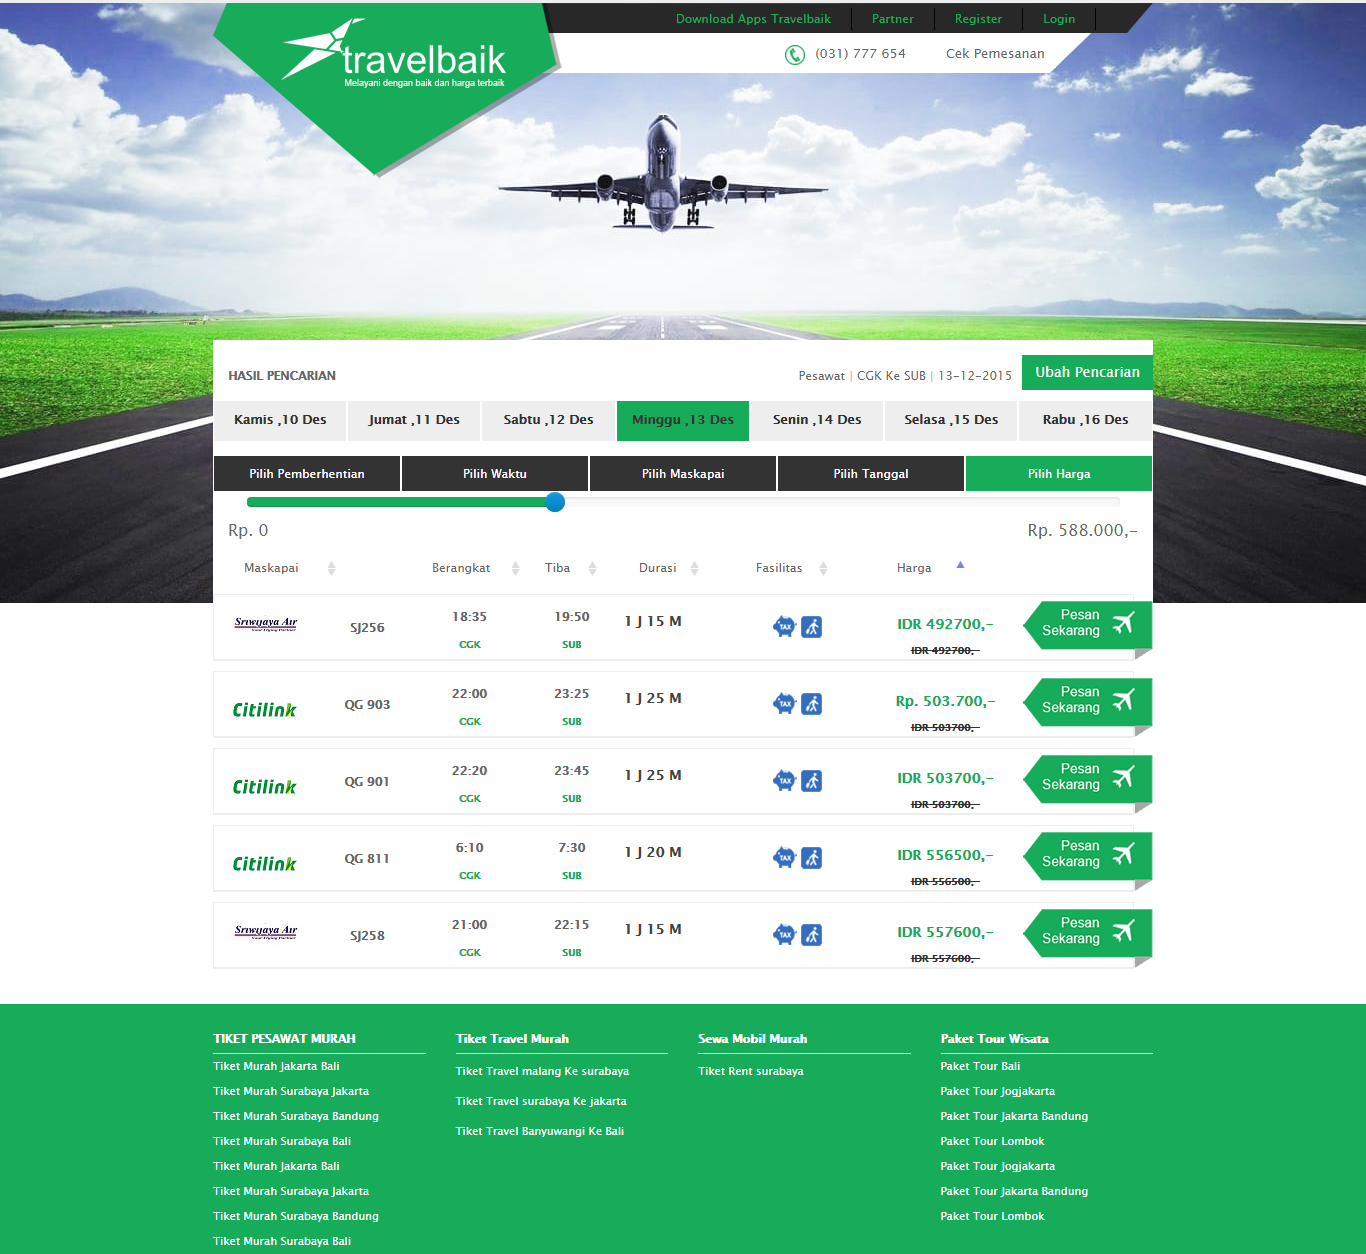 Download Apps Travelbaik Partner Register Login
travelbaik
Melayani dengan baik dan harga terbaik
(031) 777 654 Cek Pemesanan
HASIL PENCARIAN Pesawat | CGK Ke SUB | 13-12-2015 Ubah Pencarian
Kamis ,10 Des Jumat ,11 Des Sabtu ,12 Des Minggu ,13 Des Senin ,14 Des Selasa ,15 Des Rabu ,16 Des
Pilih Pemberhentian Pilih Waktu Pilih Maskapai Pilih Tanggal Pilih Harga
Rp. 0 Rp. 588.000,-
Maskapai Berangkat Tiba Durasi Fasilitas Harga
Sriwijaya Air SJ256 18:35 19:50 1 J 15 M TAX IDR 492700,- Pesan
CGK SUB IDR 492700,- Sekarang
Citilink QG 903 22:00 23:25 1 J 25 M TAX Rp. 503.700,- Pesan
CGK SUB IDR 503700,- Sekarang
Citilink QG 901 22:20 23:45 1 J 25 M TAX IDR 503700,- Pesan
CGK SUB IDR 503700,- Sekarang
Citilink QG 811 6:10 7:30 1 J 20 M TAX IDR 556500,- Pesan
CGK SUB IDR 556500,- Sekarang
Sriwijaya Air SJ258 21:00 22:15 1 J 15 M TAX IDR 557600,- Pesan
CGK SUB IDR 557600,- Sekarang
TIKET PESAWAT MURAH
Tiket Murah Jakarta Bali
Tiket Murah Surabaya Jakarta
Tiket Murah Surabaya Bandung
Tiket Murah Surabaya Bali
Tiket Murah Jakarta Bali
Tiket Murah Surabaya Jakarta
Tiket Murah Surabaya Bandung
Tiket Murah Surabaya Bali
Tiket Travel Murah
Tiket Travel malang Ke surabaya
Tiket Travel surabaya Ke jakarta
Tiket Travel Banyuwangi Ke Bali
Sewa Mobil Murah
Tiket Rent surabaya
Paket Tour Wisata
Paket Tour Bali
Paket Tour Jogjakarta
Paket Tour Jakarta Bandung
Paket Tour Lombok
Paket Tour Jogjakarta
Paket Tour Jakarta Bandung
Paket Tour Lombok